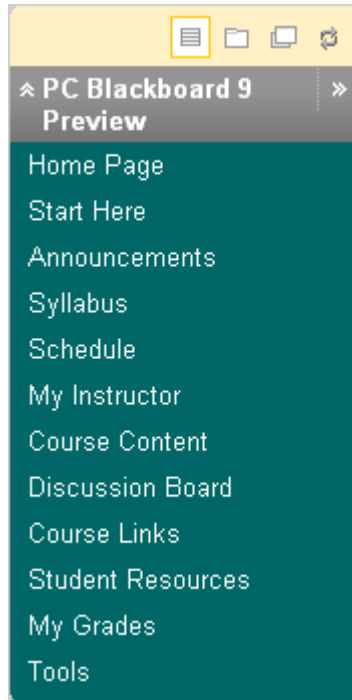 PC Blackboard 9
Preview
Home Page
Start Here
Announcements
Syllabus
Schedule
My Instructor
Course Content
Discussion Board
Course Links
Student Resources
My Grades
Tools